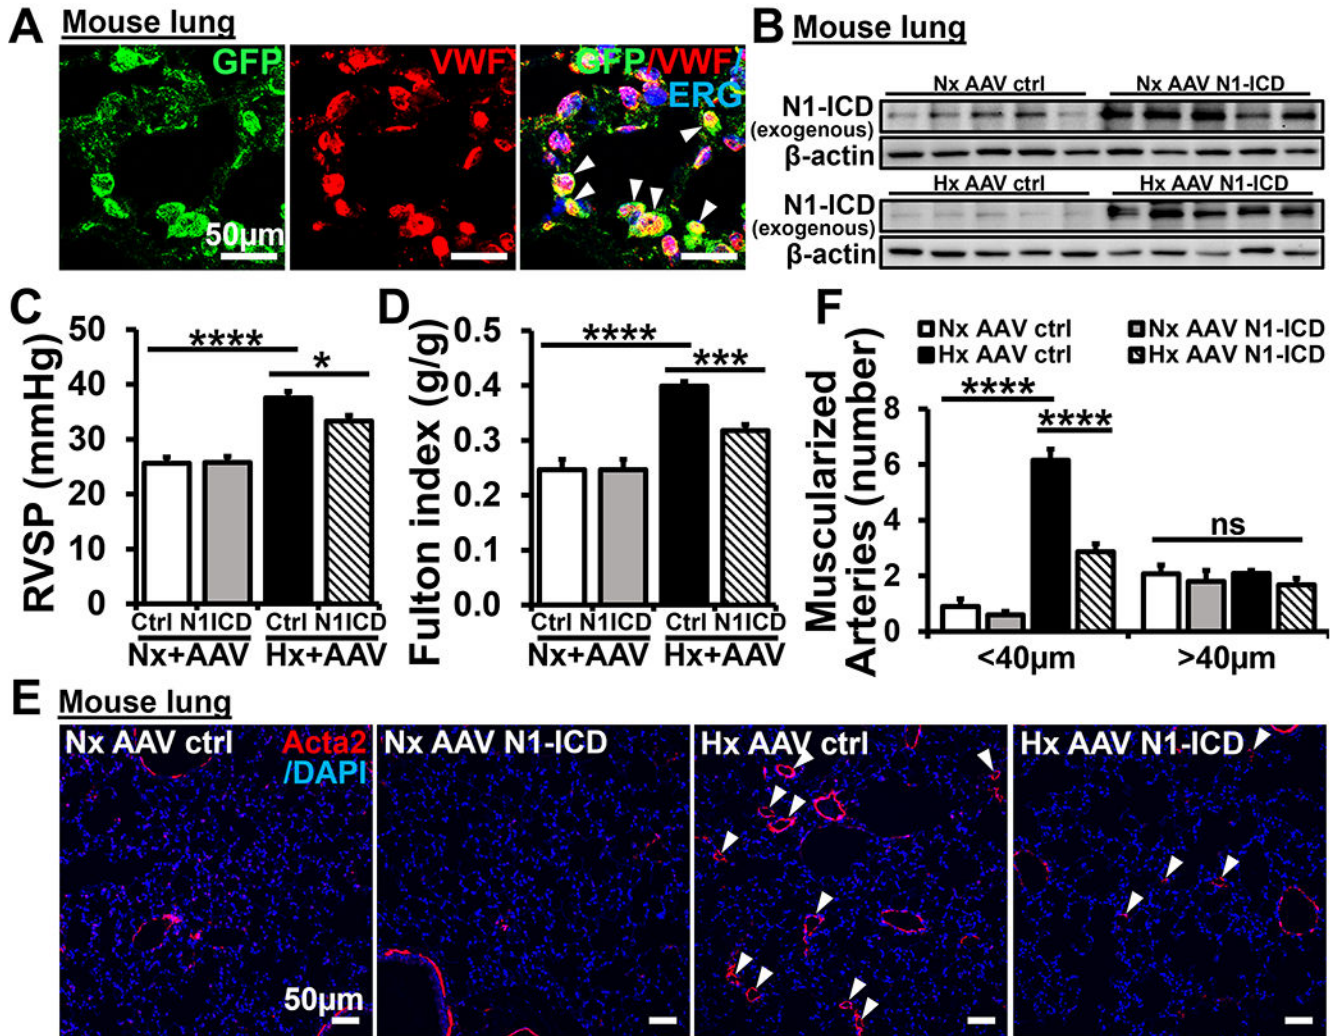 A Mouse lung
GFP
50µm
VWF
GFP/VWF/
ERG
B Mouse lung
Nx AAV ctrl Nx AAV N1-ICD
N1-ICD
(exogenous)
β-actin
Hx AAV ctrl Hx AAV N1-ICD
N1-ICD
(exogenous)
β-actin
C
RVSP (mmHg)
50
40
30
20
10
0
****
*
Ctrl N1ICD Ctrl N1ICD
Nx+AAV Hx+AAV
D
Fulton index (g/g)
0.5
0.4
0.3
0.2
0.1
0.0
****
***
Ctrl N1ICD Ctrl N1ICD
Nx+AAV Hx+AAV
F
Nx AAV ctrl Nx AAV N1-ICD
Hx AAV ctrl Hx AAV N1-ICD
Muscularized
Arteries (number)
8
6
4
2
0
****
****
ns
<40µm >40µm
E Mouse lung
Nx AAV ctrl
Acta2
/DAPI
50µm
Nx AAV N1-ICD
Hx AAV ctrl
Hx AAV N1-ICD